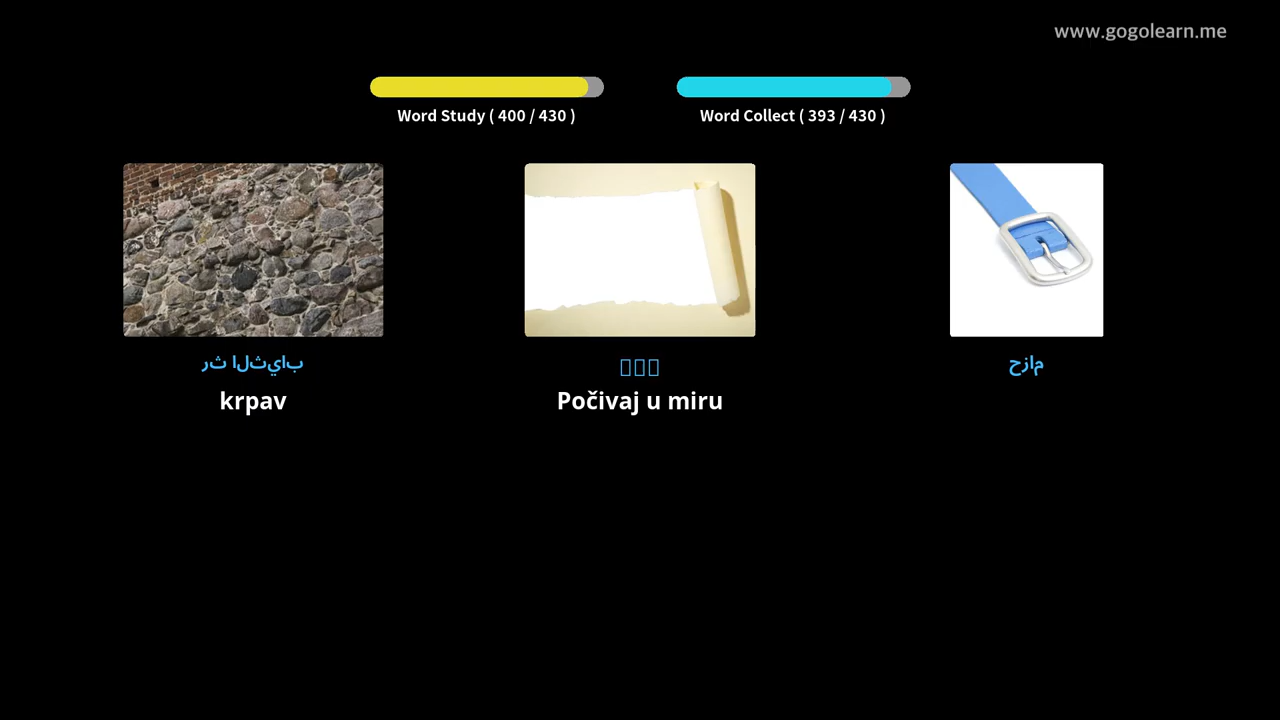 www.gogolearn.me
Word Study ( 400 / 430 )
Word Collect ( 393 / 430 )
رث الثياب
حزام
krpav
Počivaj u miru